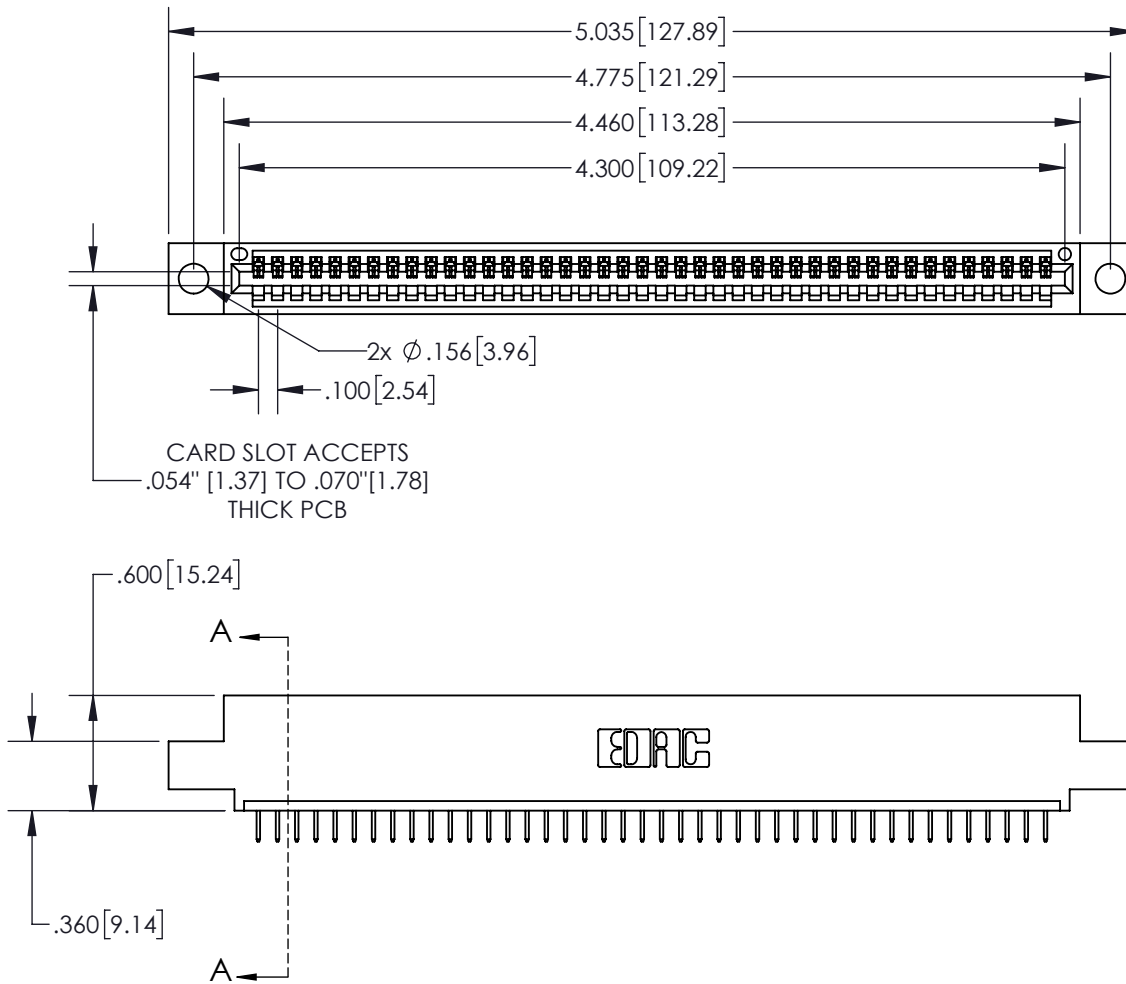 5.035[127.89]
4.775[121.29]
4.460[113.28]
4.300[109.22]
2x Ø.156[3.96]
.100[2.54]
CARD SLOT ACCEPTS
.054" [1.37] TO .070"[1.78]
THICK PCB
.600[15.24]
A
EDAC
.360[9.14]
A